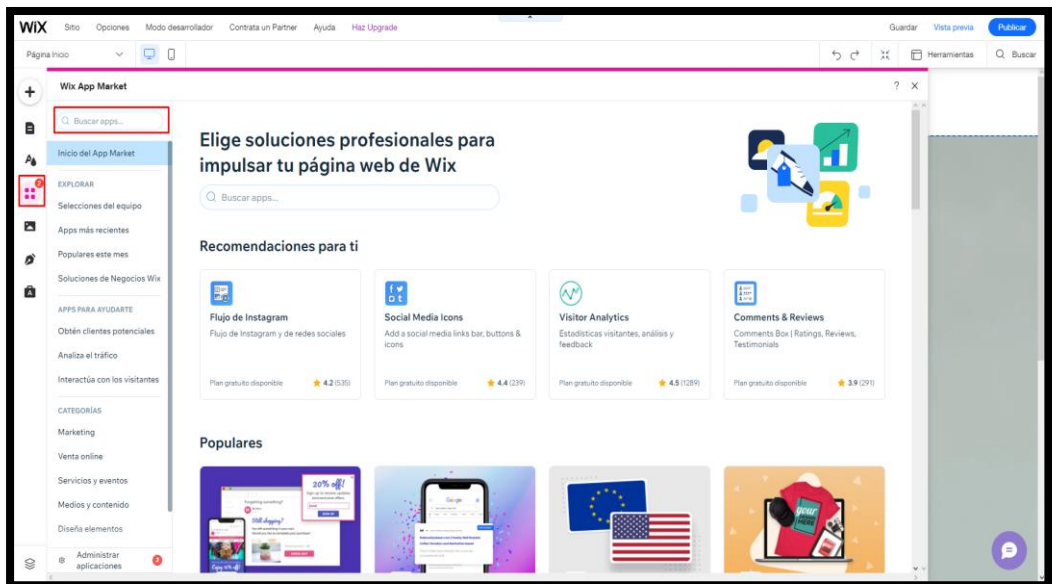 WiX
Sitio Opciones Modo desarrollador Contrata un Partner Ayuda Haz Upgrade
Guardar Vista previa Publicar
Página Inicio
Herramientas Buscar
Wix App Market
?
Buscar apps...
Inicio del App Market
EXPLORAR
Selecciones del equipo
Apps más recientes
Populares este mes
Soluciones de Negocios Wix
APPS PARA AYUDARTE
Obtén clientes potenciales
Analiza el tráfico
Interactúa con los visitantes
CATEGORÍAS
Marketing
Venta online
Servicios y eventos
Medios y contenido
Diseña elementos
Administrar
aplicaciones
2
2
Elige soluciones profesionales para
impulsar tu página web de Wix
Buscar apps...
Recomendaciones para ti
Flujo de Instagram
Flujo de Instagram y de redes sociales
Plan gratuito disponible 4.2 (535)
Social Media Icons
Add a social media links bar, buttons &
icons
Plan gratuito disponible 4.4 (239)
Visitor Analytics
Estadísticas visitantes, análisis y
feedback
Plan gratuito disponible 4.5 (1289)
Comments & Reviews
Comments Box | Ratings, Reviews,
Testimonials
Plan gratuito disponible 3.9 (291)
Populares
20% off!
Still shopping?
Google
your
HERE